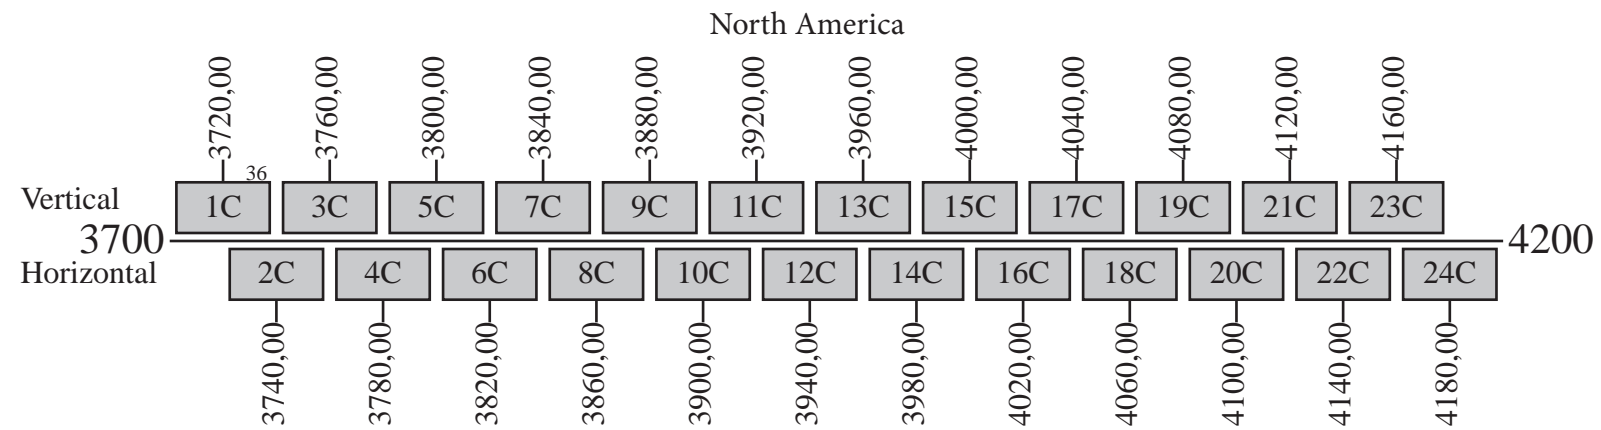 North America
3720,00 3760,00 3800,00 3840,00 3880,00 3920,00 3960,00 4000,00 4040,00 4080,00 4120,00 4160,00
36
Vertical 1C 3C 5C 7C 9C 11C 13C 15C 17C 19C 21C 23C
3700 4200
Horizontal 2C 4C 6C 8C 10C 12C 14C 16C 18C 20C 22C 24C
3740,00 3780,00 3820,00 3860,00 3900,00 3940,00 3980,00 4020,00 4060,00 4100,00 4140,00 4180,00